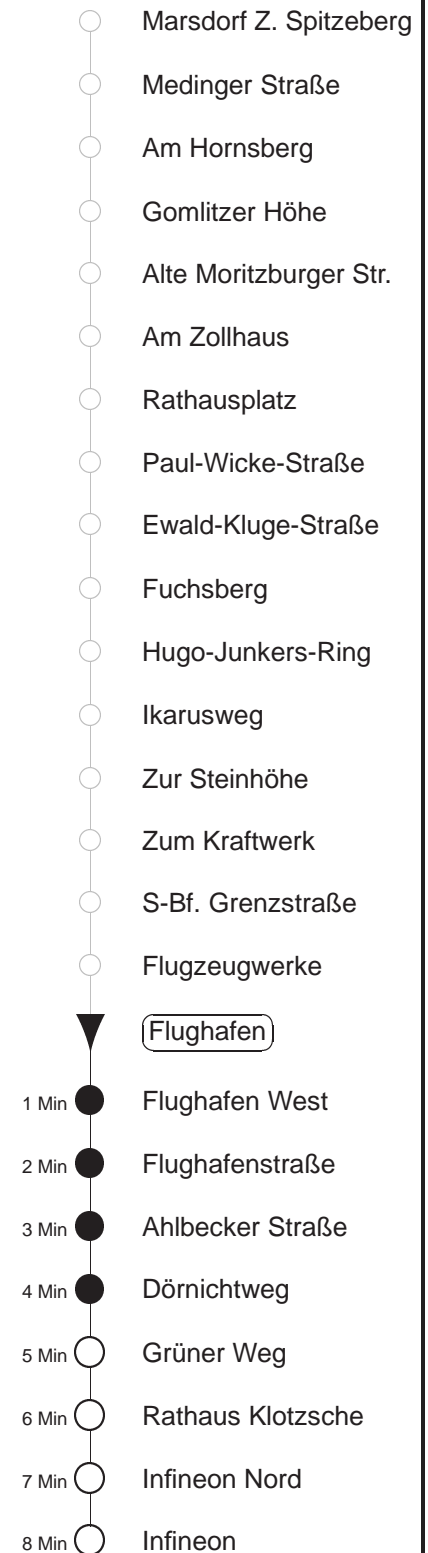 Marsdorf Z. Spitzeberg
Medinger Straße
Am Hornsberg
Gomlitzer Höhe
Alte Moritzburger Str.
Am Zollhaus
Rathausplatz
Paul-Wicke-Straße
Ewald-Kluge-Straße
Fuchsberg
Hugo-Junkers-Ring
Ikarusweg
Zur Steinhöhe
Zum Kraftwerk
S-Bf. Grenzstraße
Flugzeugwerke
Flughafen
1 Min Flughafen West
2 Min Flughafenstraße
3 Min Ahlbecker Straße
4 Min Dörnichtweg
5 Min Grüner Weg
6 Min Rathaus Klotzsche
7 Min Infineon Nord
8 Min Infineon